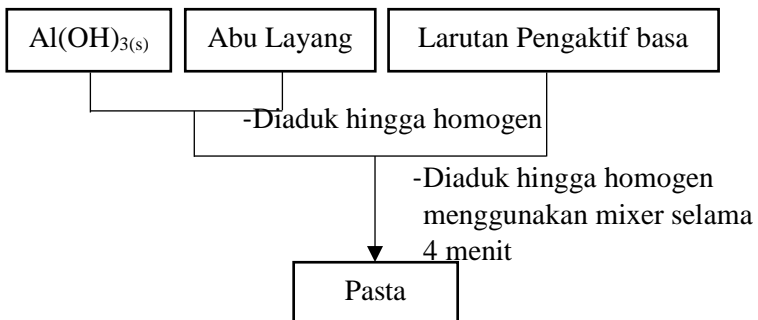 Al(OH)₃₍ₛ₎
Abu Layang
Larutan Pengaktif basa
-Diaduk hingga homogen
-Diaduk hingga homogen
menggunakan mixer selama
4 menit
Pasta